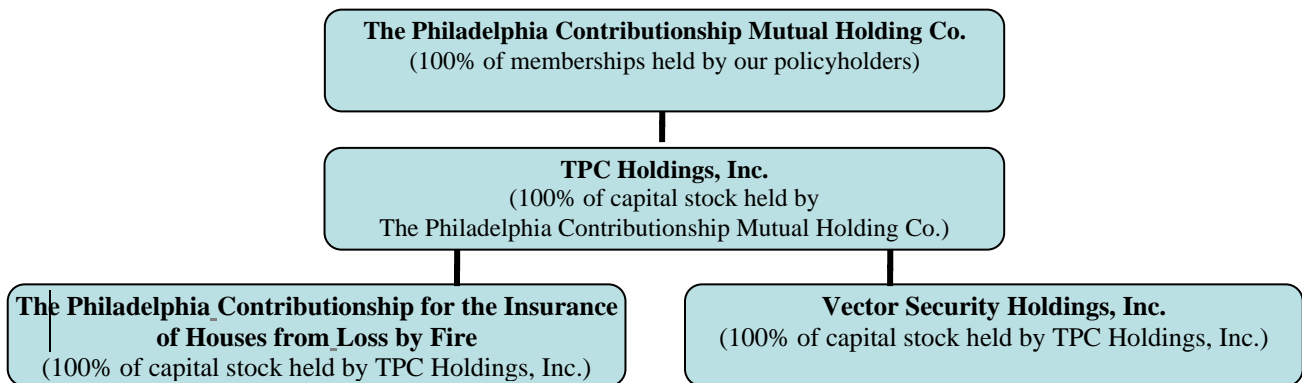 The Philadelphia Contributionship Mutual Holding Co.
(100% of memberships held by our policyholders)
TPC Holdings, Inc.
(100% of capital stock held by
The Philadelphia Contributionship Mutual Holding Co.)
The Philadelphia Contributionship for the Insurance
of Houses from Loss by Fire
(100% of capital stock held by TPC Holdings, Inc.)
Vector Security Holdings, Inc.
(100% of capital stock held by TPC Holdings, Inc.)